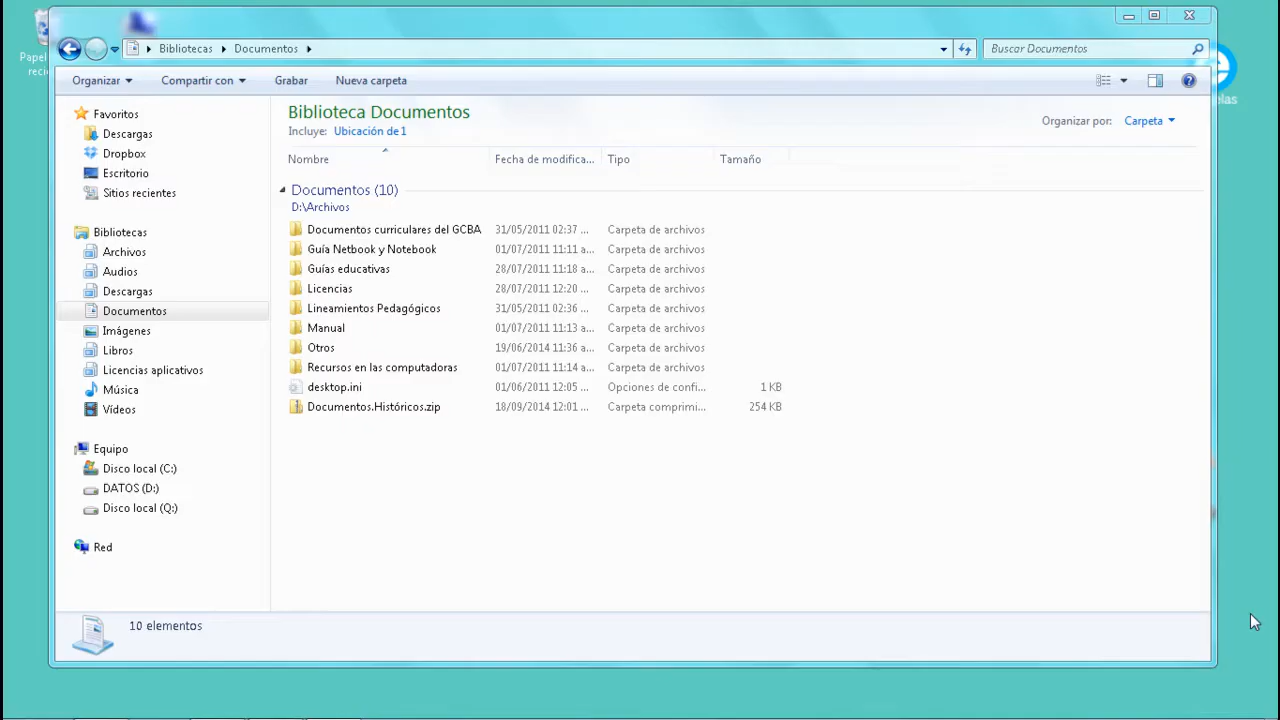 Papel
reci
elas
Bibliotecas
Documentos
Buscar Documentos
Organizar
Compartir con
Grabar
Nueva carpeta
Favoritos
Descargas
Dropbox
Escritorio
Sitios recientes
Bibliotecas
Archivos
Audios
Descargas
Documentos
Imágenes
Libros
Licencias aplicativos
Música
Vídeos
Equipo
Disco local (C:)
DATOS (D:)
Disco local (Q:)
Red
Biblioteca Documentos
Incluye: Ubicación de 1
Organizar por: Carpeta
Nombre Fecha de modifica... Tipo Tamaño
Documentos (10)
D:\Archivos
Documentos curriculares del GCBA 31/05/2011 02:37 ... Carpeta de archivos
Guía Netbook y Notebook 01/07/2011 11:11 a... Carpeta de archivos
Guías educativas 28/07/2011 11:18 a... Carpeta de archivos
Licencias 28/07/2011 12:20 ... Carpeta de archivos
Lineamientos Pedagógicos 31/05/2011 02:36 ... Carpeta de archivos
Manual 01/07/2011 11:13 a... Carpeta de archivos
Otros 19/06/2014 11:36 a... Carpeta de archivos
Recursos en las computadoras 01/07/2011 11:14 a... Carpeta de archivos
desktop.ini 01/06/2011 12:05 ... Opciones de confi... 1 KB
Documentos.Históricos.zip 18/09/2014 12:01 ... Carpeta comprimi... 254 KB
10 elementos